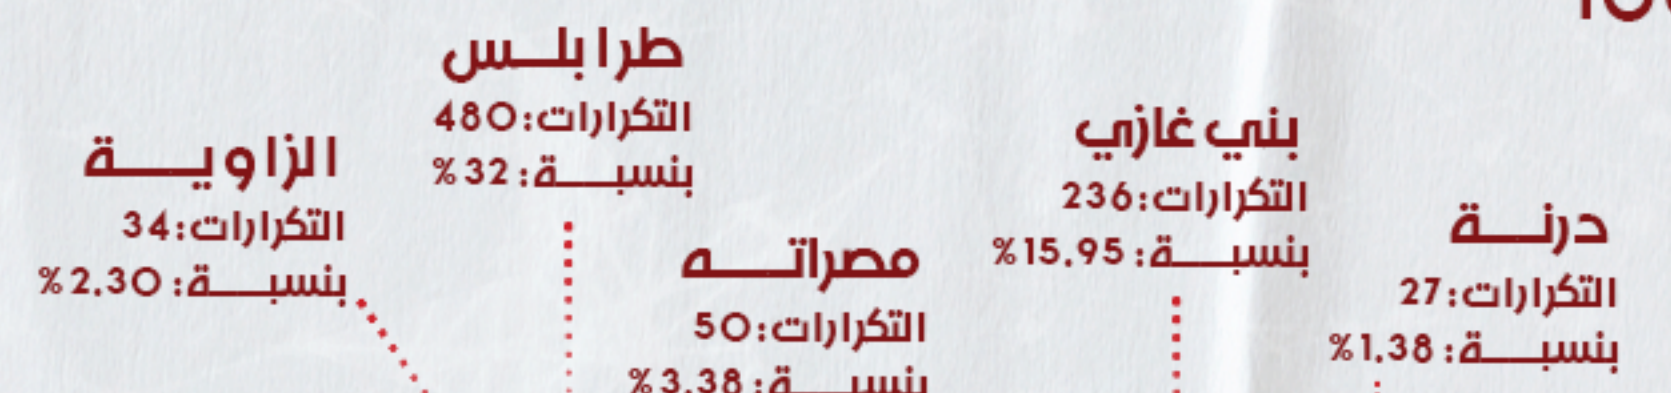 طرابلس
التكرارات:480
بنسبة: 32%
بني غازي
التكرارات:236
بنسبة: 15.95%
الزاوية
التكرارات:34
بنسبة: 2.30%
درنة
التكرارات:27
بنسبة: 1.38%
مصراته
التكرارات:50
بنسبة: 3.38%